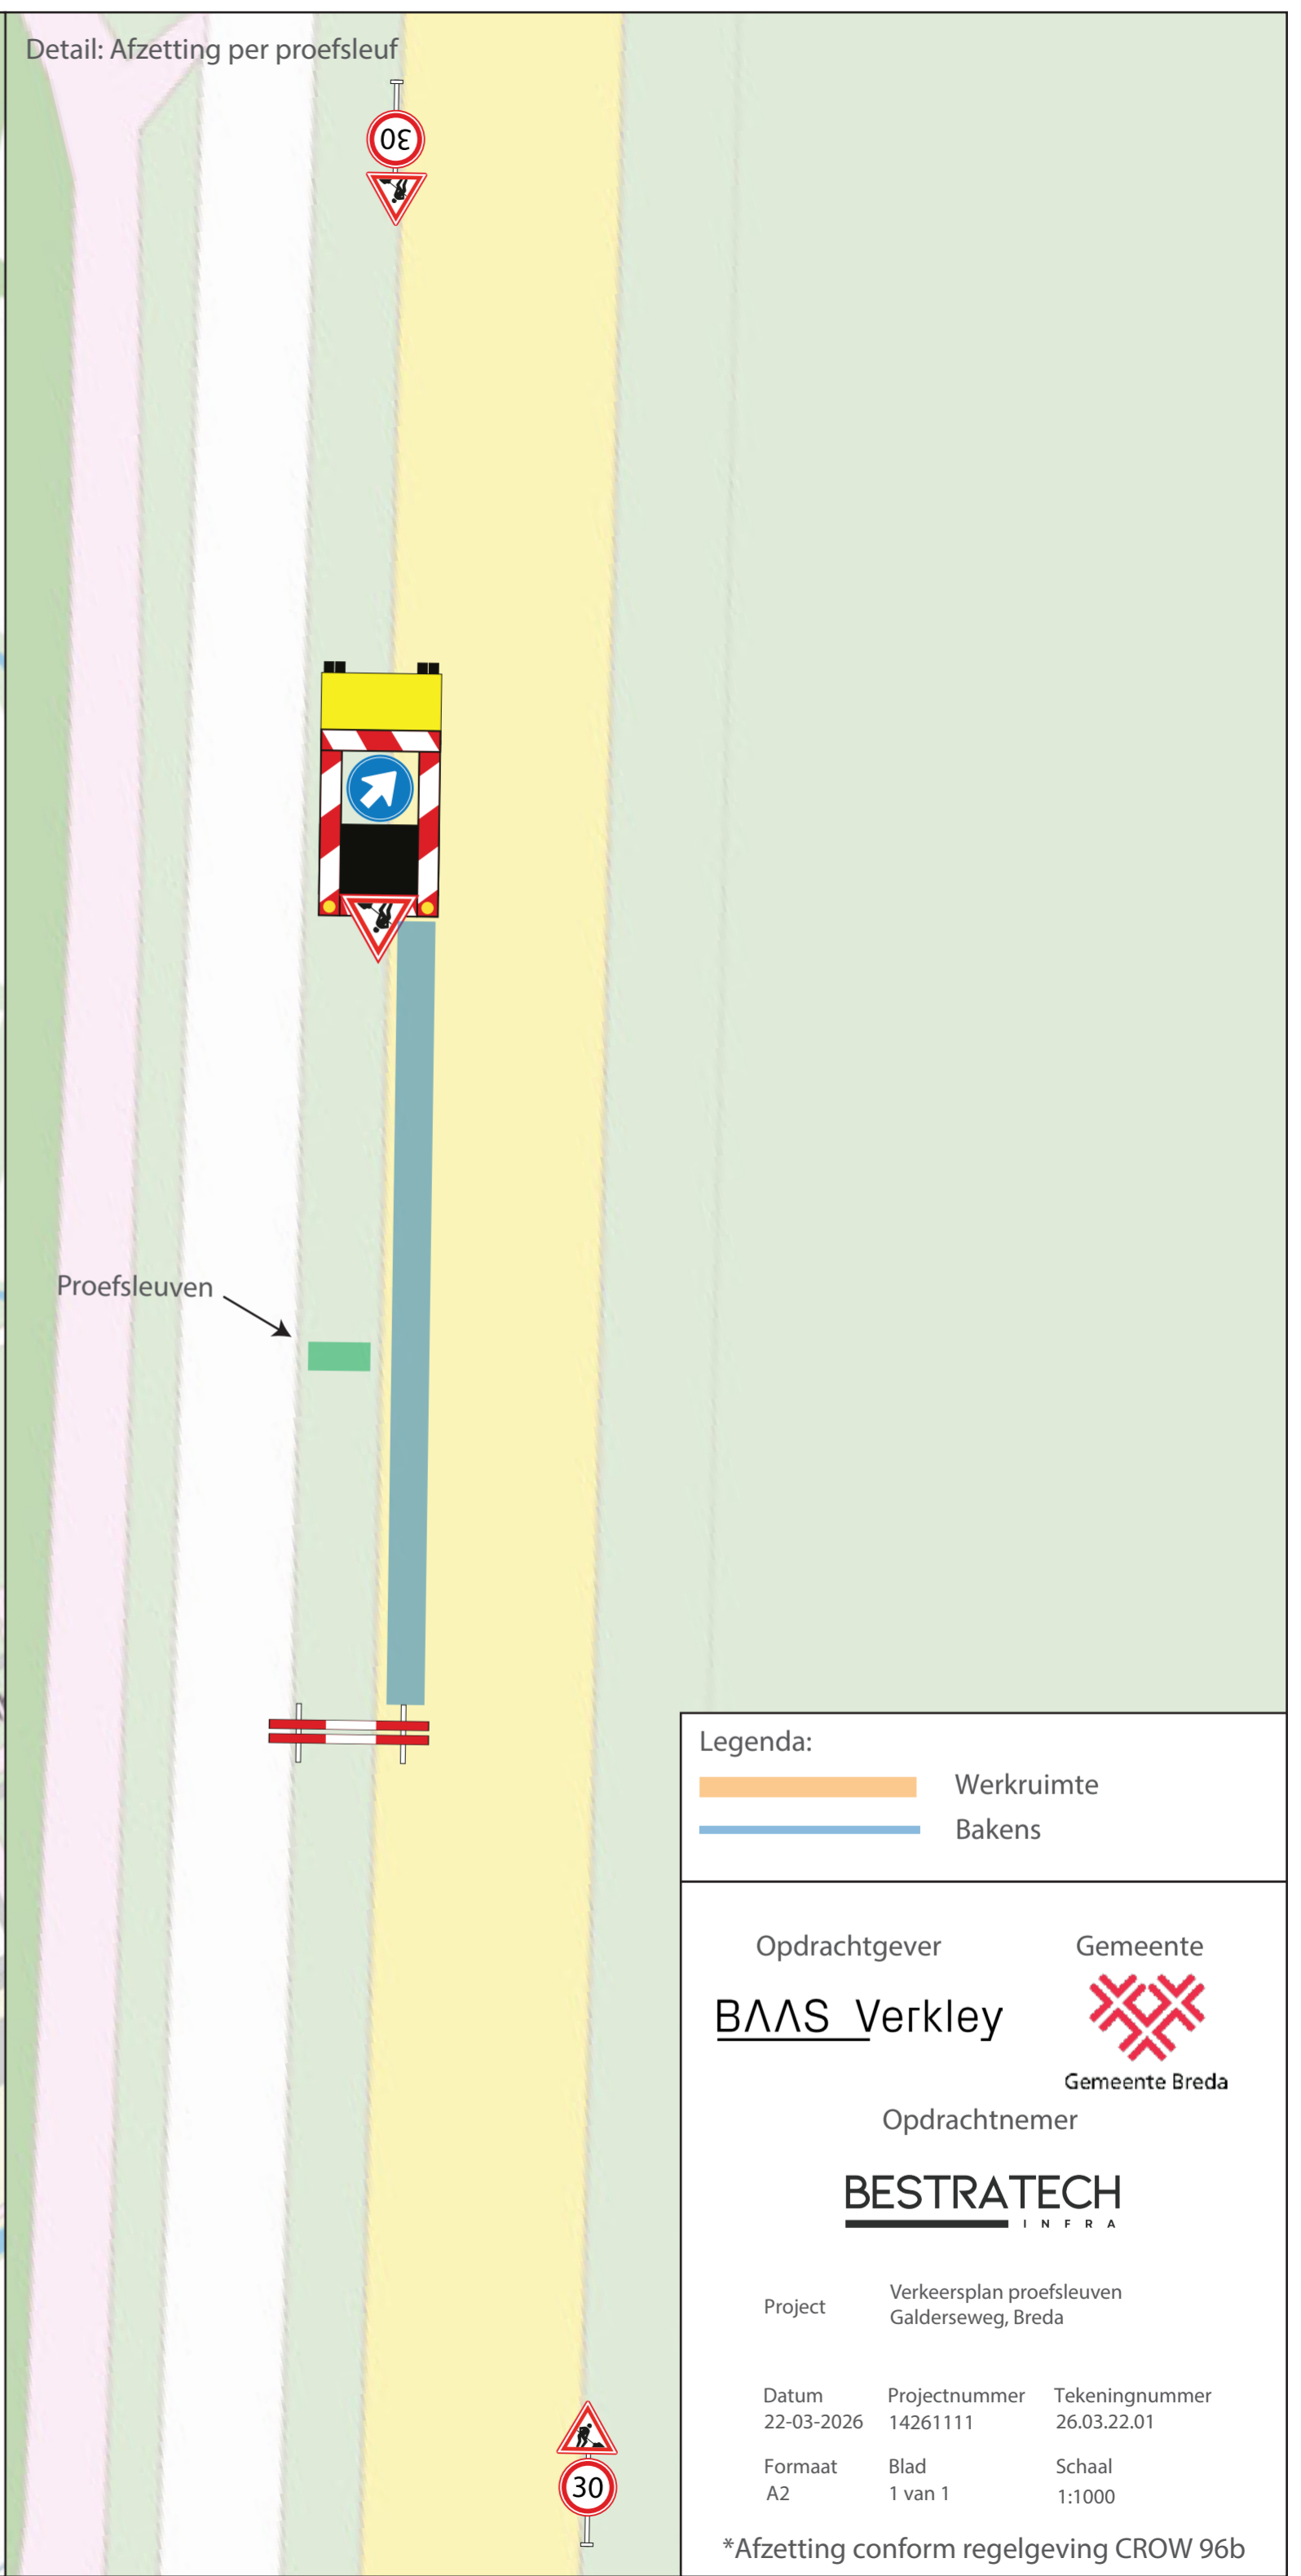 Detail: Afzetting per proefsleuf
30
Proefsleuven
Legenda:
Werkruimte
Bakens
Opdrachtgever
Gemeente
BAAS Verkley
Gemeente Breda
Opdrachtnemer
BESTRATECH
INFRA
Project
Verkeersplan proefsleuven
Galderseweg, Breda
Datum Projectnummer Tekeningnummer
22-03-2026 14261111 26.03.22.01
Formaat Blad Schaal
A2 1 van 1 1:1000
30
*Afzetting conform regelgeving CROW 96b